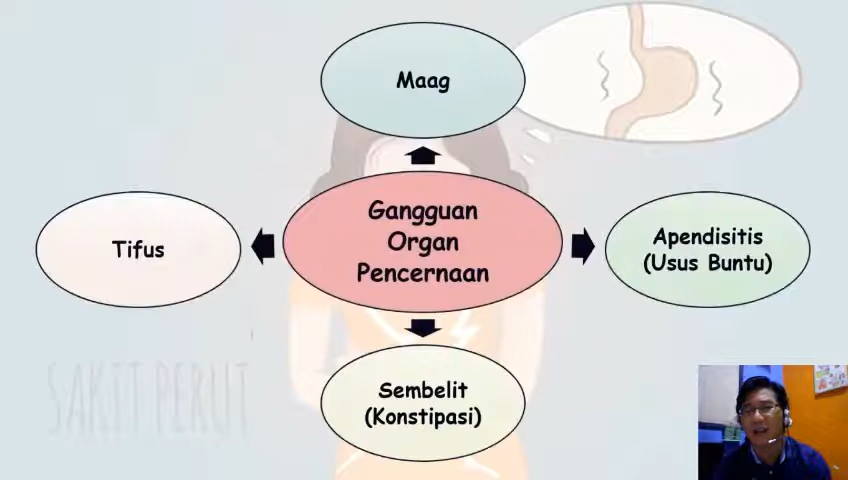 Maag
Gangguan
Organ
Pencernaan
Tifus
Apendisitis
(Usus Buntu)
Sembelit
(Konstipasi)
SAKIT PERUT